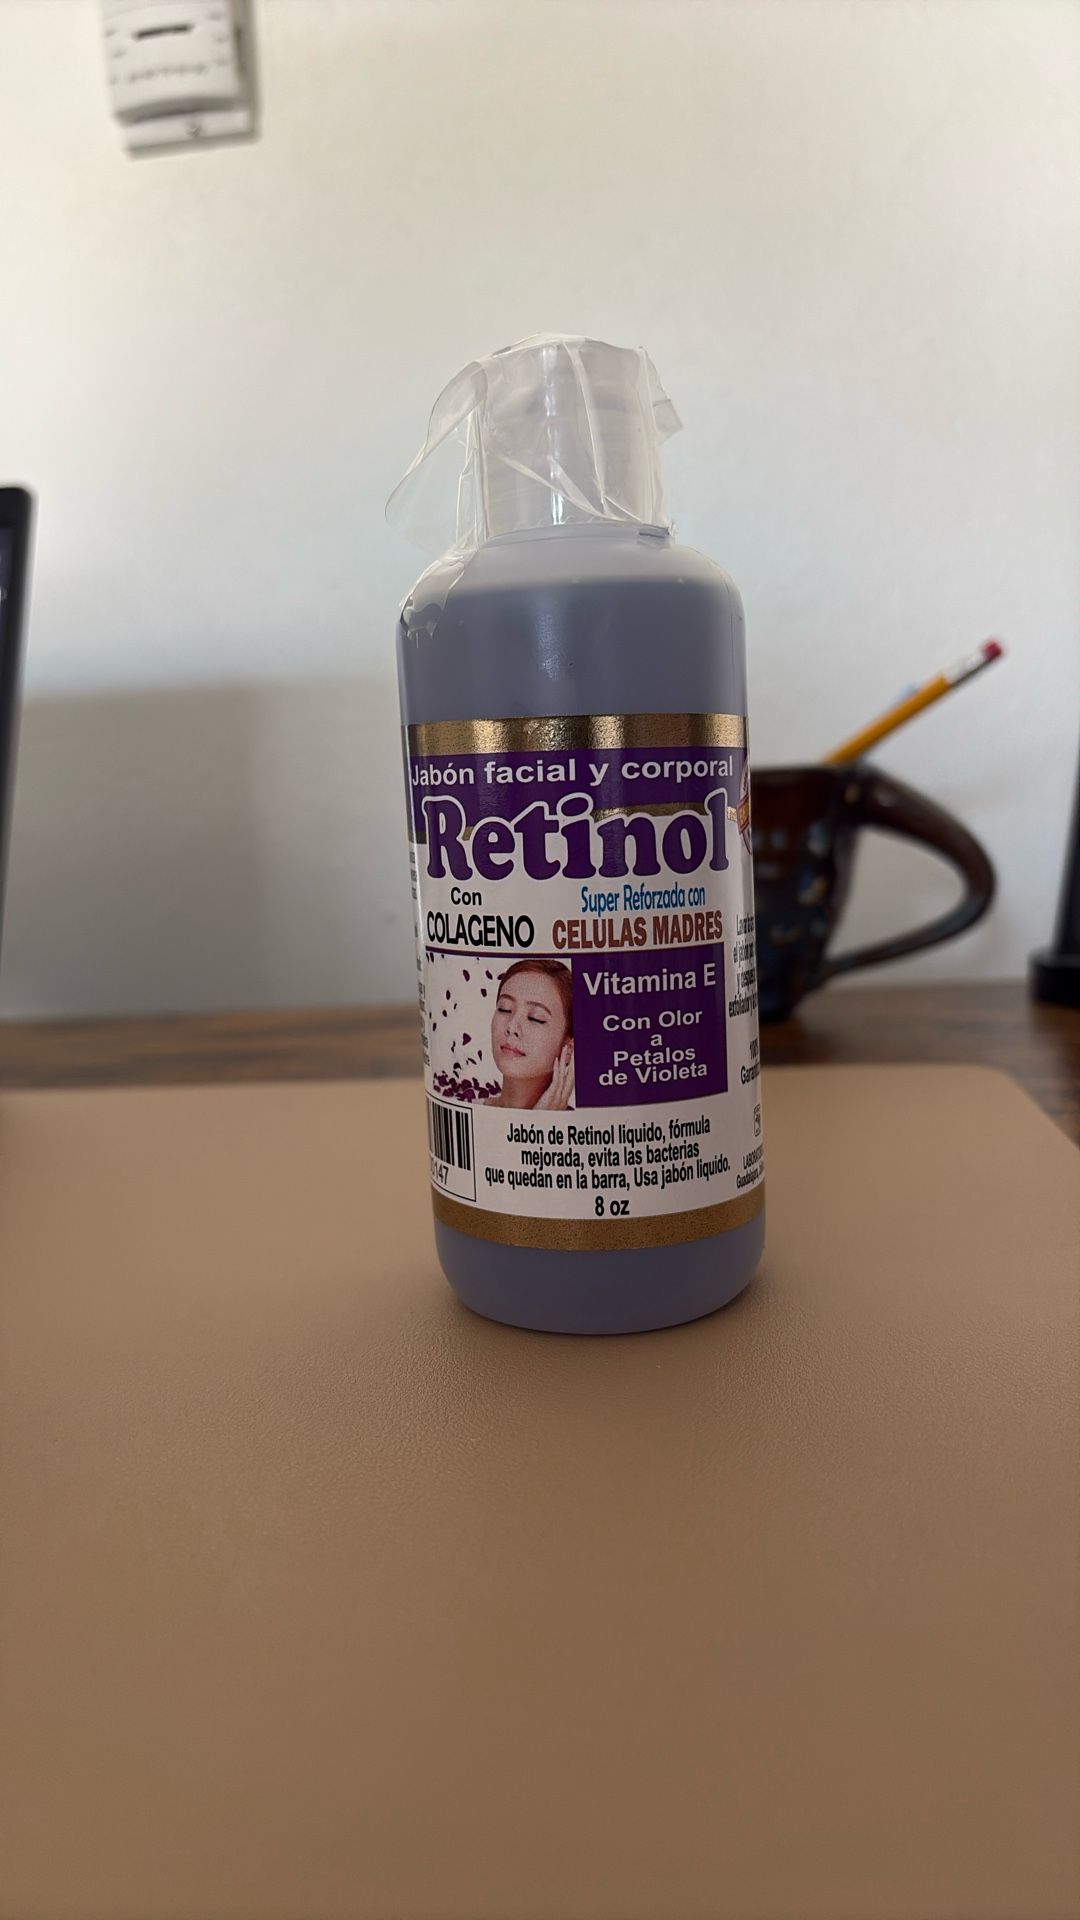 Jabón facial y corporal
Retinol
Con
COLAGENO
Super Reforzada con
CELULAS MADRES
Vitamina E
Con Olor
a
Petalos
de Violeta
Jabón de Retinol liquido, fórmula
mejorada, evita las bacterias
que quedan en la barra, Usa jabón liquido.
8 oz